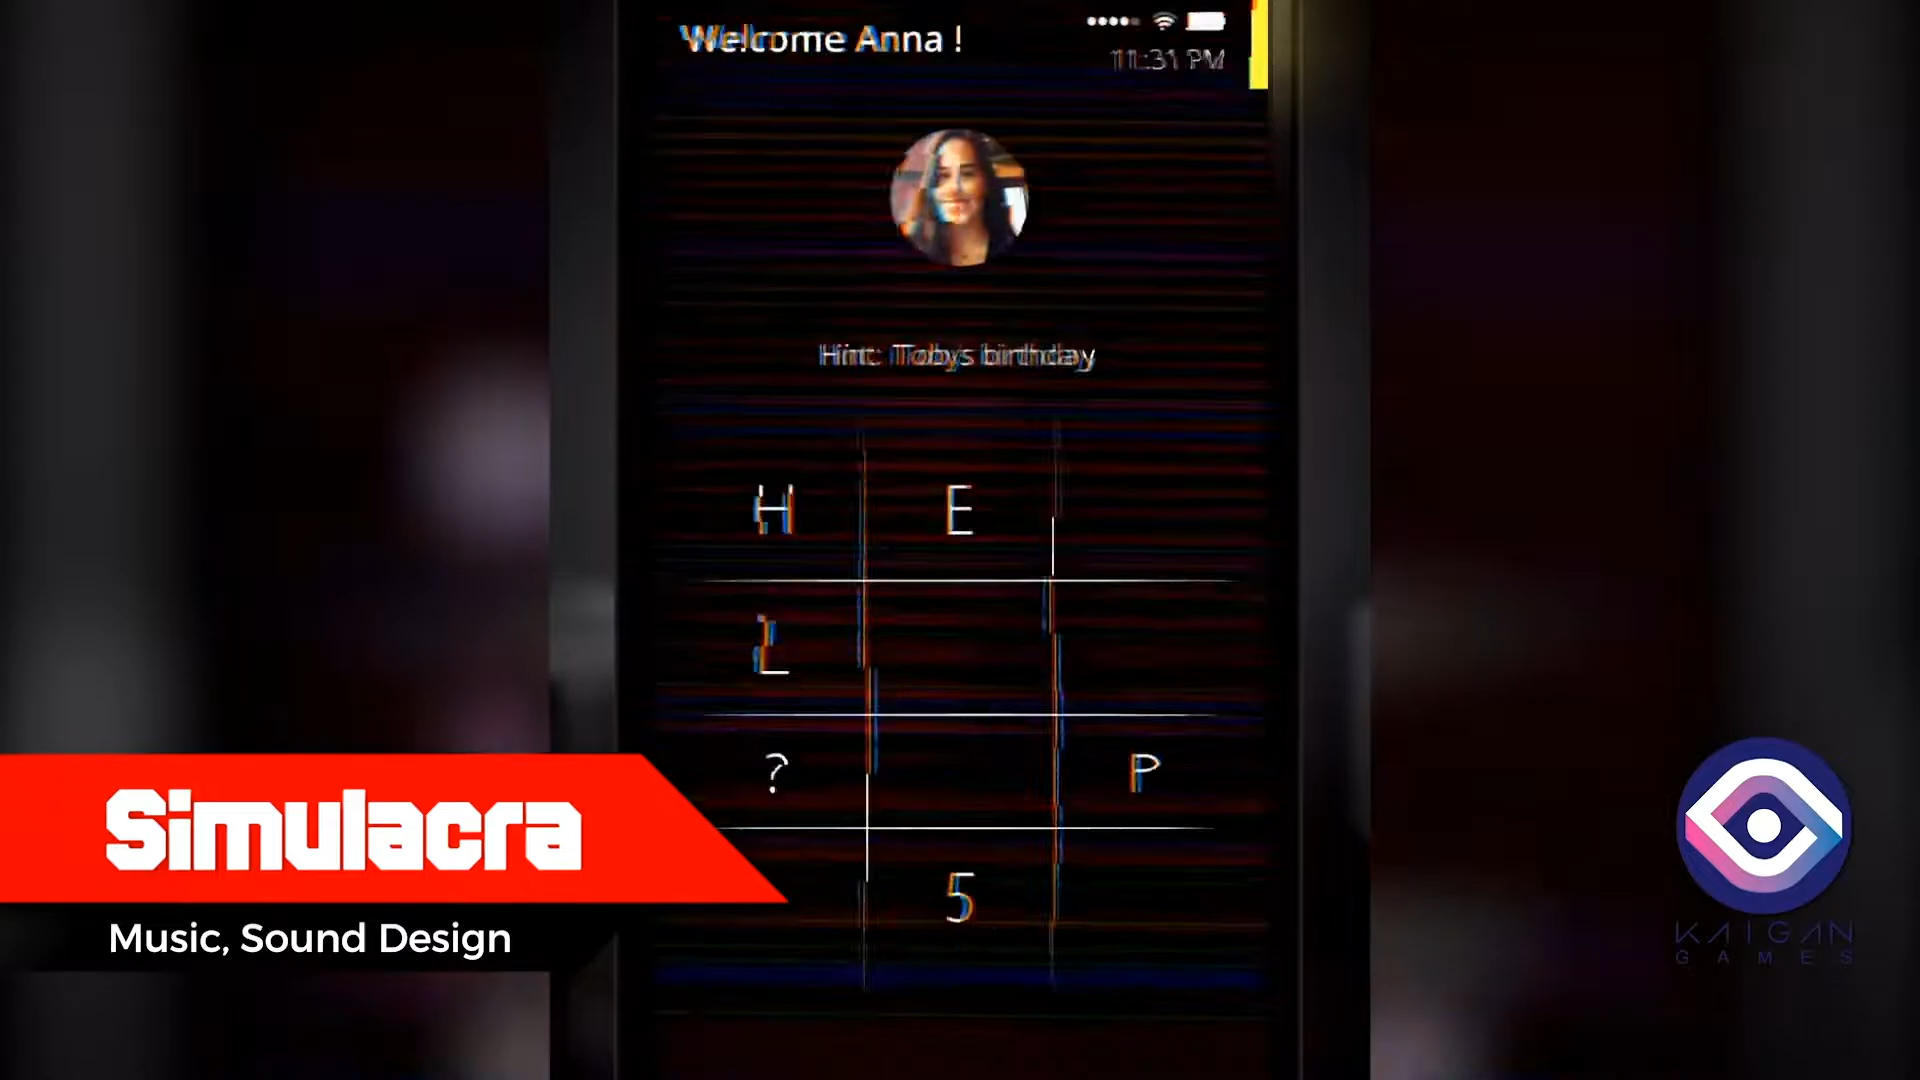 Welcome Anna !
11:31 PM
Hint: Tobys birthday
H E
L
? P
5
Simulacra
Music, Sound Design
KAIGAN
GAMES